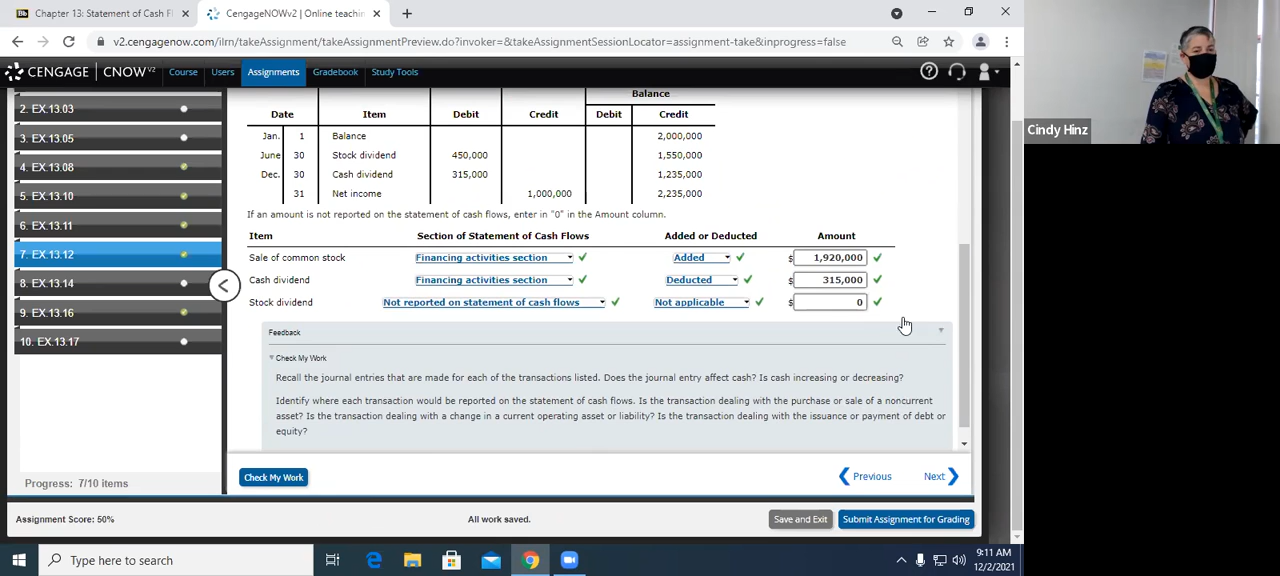 Chapter 13: Statement of Cash F
CengageNOWv2 | Online teachin
v2.cengagenow.com/ilrn/takeAssignment/takeAssignmentPreview.do?invoker=&takeAssignmentSessionLocator=assignment-take&inprogress=false
CENGAGE | CNOWV2 Course Users Assignments Gradebook Study Tools
2. EX.13.03
3. EX.13.05
4. EX.13.08
5. EX.13.10
6. EX.13.11
7. EX.13.12
8. EX.13.14
9. EX.13.16
10. EX.13.17
Progress: 7/10 items
Balance
Date Item Debit Credit Debit Credit
Jan. 1 Balance 2,000,000
June 30 Stock dividend 450,000 1,550,000
Dec. 30 Cash dividend 315,000 1,235,000
31 Net income 1,000,000 2,235,000
If an amount is not reported on the statement of cash flows, enter in "0" in the Amount column.
Item Section of Statement of Cash Flows Added or Deducted Amount
Sale of common stock Financing activities section Added $ 1,920,000
Cash dividend Financing activities section Deducted $ 315,000
Stock dividend Not reported on statement of cash flows Not applicable $ 0
Feedback
Check My Work
Recall the journal entries that are made for each of the transactions listed. Does the journal entry affect cash? Is cash increasing or decreasing?
Identify where each transaction would be reported on the statement of cash flows. Is the transaction dealing with the purchase or sale of a noncurrent
asset? Is the transaction dealing with a change in a current operating asset or liability? Is the transaction dealing with the issuance or payment of debt or
equity?
Check My Work Previous Next
Assignment Score: 50% All work saved. Save and Exit Submit Assignment for Grading
Type here to search
9:11 AM
12/2/2021
Cindy Hinz